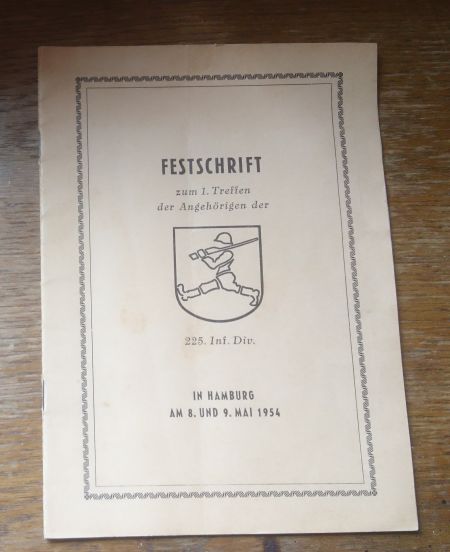 FESTSCHRIFT
zum 1. Treffen
der Angehörigen der
225. Inf. Div.
IN HAMBURG
AM 8. UND 9. MAI 1954